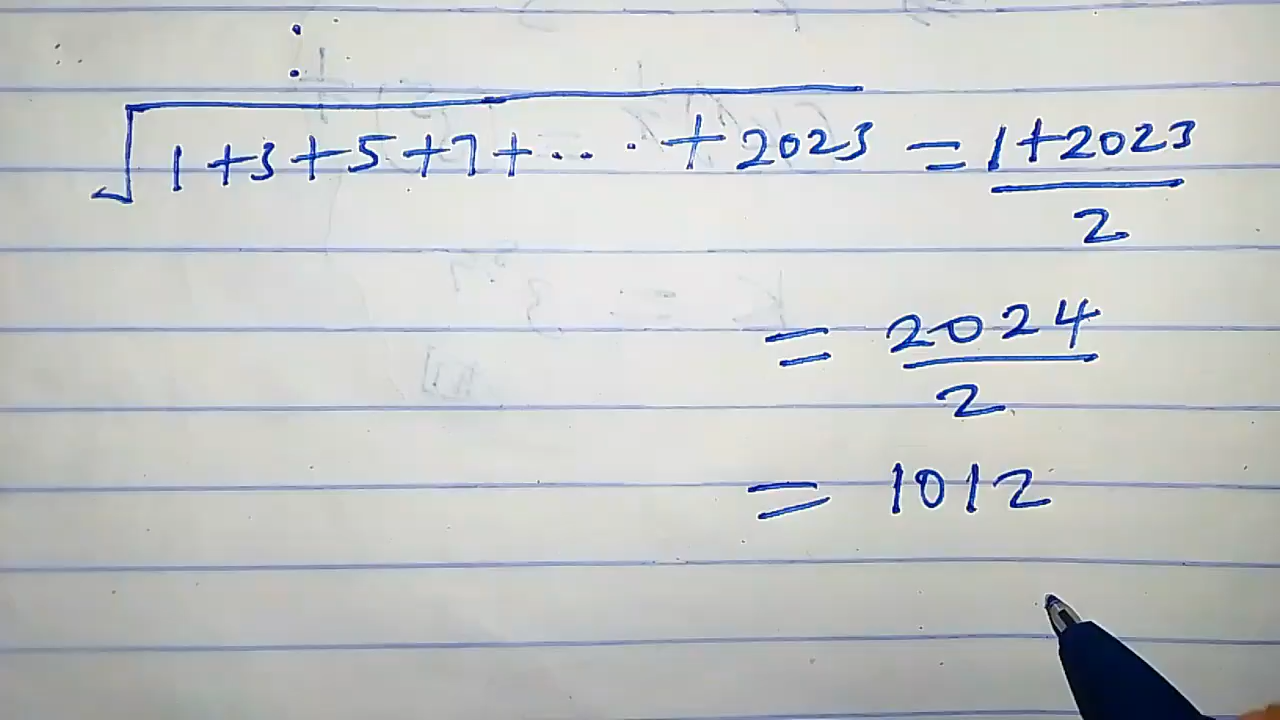 √1+3+5+7+... . +2023 = 1+2023/2
= 2024/2
= 1012